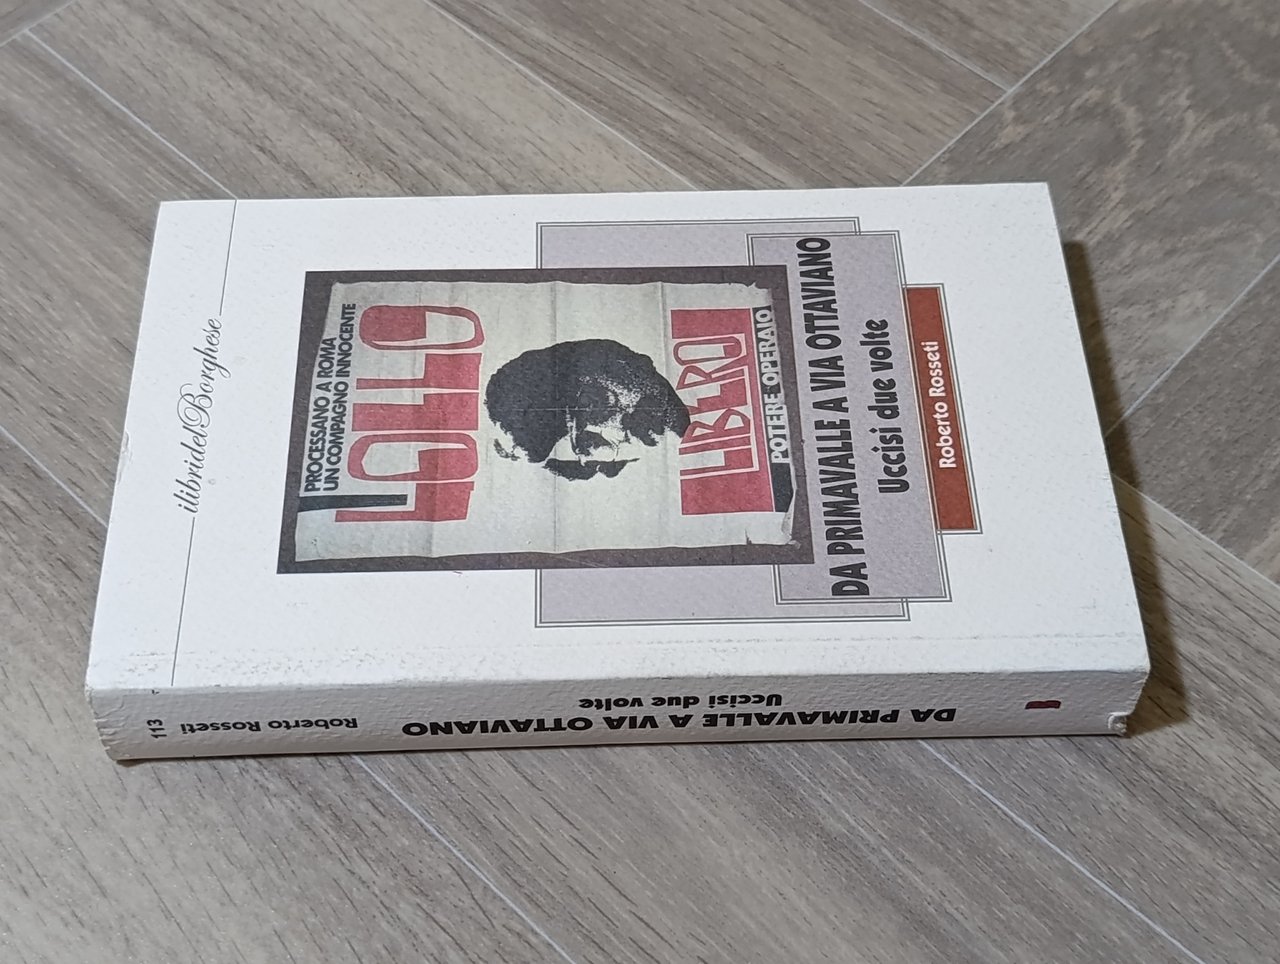 ilibridelBorghese
PROCESSANO A ROMA
UN COMPAGNO INNOCENTE
LOLLO
LIBERO
POTERE OPERAIO
DA PRIMAVALLE A VIA OTTAVIANO
Uccisi due volte
Roberto Rosseti
113
Roberto Rosseti
DA PRIMAVALLE A VIA OTTAVIANO
Uccisi due volte
B